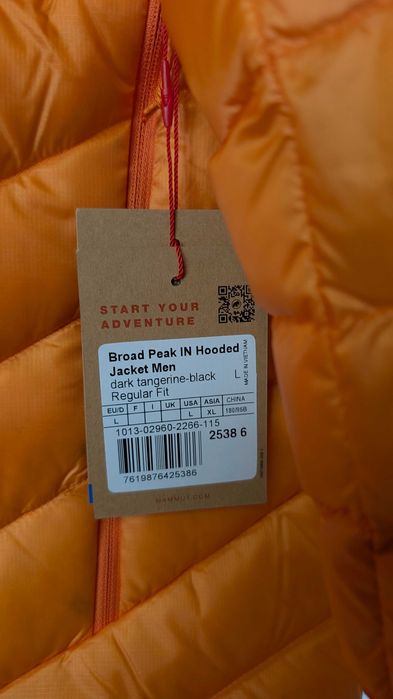 START YOUR
ADVENTURE
Broad Peak IN Hooded
Jacket Men
dark tangerine-black L
Regular Fit
MADE IN VIETNAM
EU/D F I UK USA ASIA CHINA
L L XL 180/95B
1013-02960-2266-115
2538 6
7619876425386
MAMMUT.COM